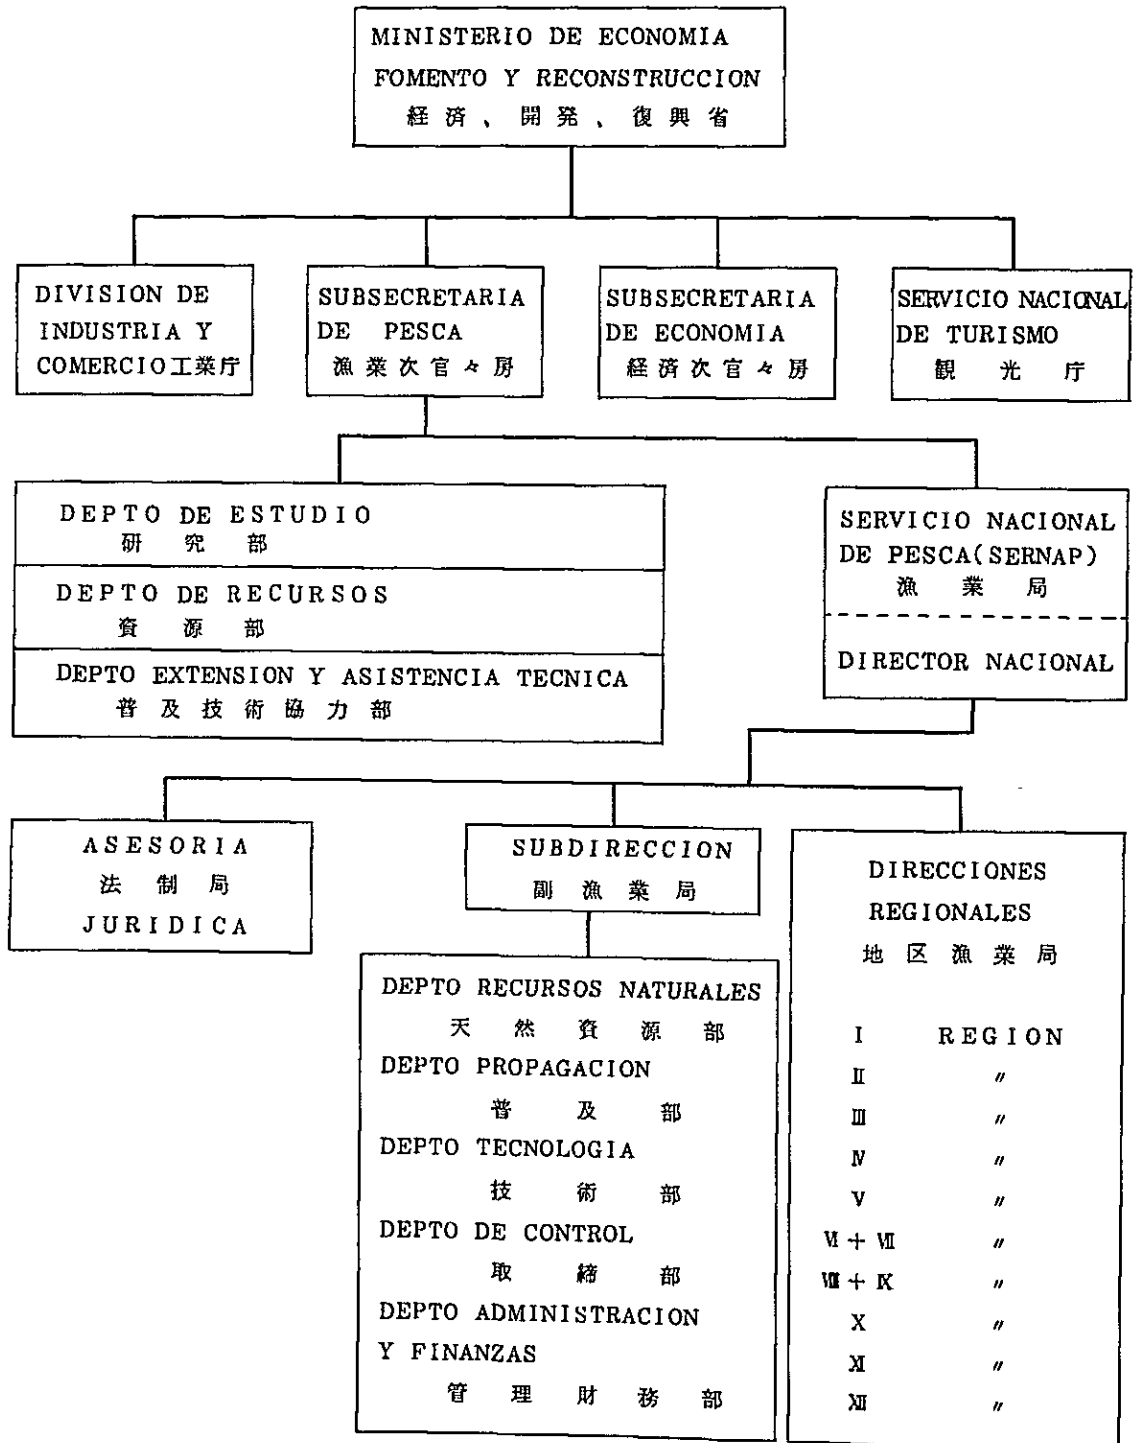 MINISTERIO DE ECONOMIA
FOMENTO Y RECONSTRUCCION
経済、開発、復興省
DIVISION DE
INDUSTRIA Y
COMERCIO工業庁
SUBSECRETARIA
DE PESCA
漁業次官々房
SUBSECRETARIA
DE ECONOMIA
経済次官々房
SERVICIO NACIONAL
DE TURISMO
観光庁
DEPTO DE ESTUDIO
研究部
DEPTO DE RECURSOS
資源部
DEPTO EXTENSION Y ASISTENCIA TECNICA
普及技術協力部
SERVICIO NACIONAL
DE PESCA(SERNAP)
漁業局
DIRECTOR NACIONAL
ASESORIA
法制局
JURIDICA
SUBDIRECCION
副漁業局
DEPTO RECURSOS NATURALES
天然資源部
DEPTO PROPAGACION
普及部
DEPTO TECNOLOGIA
技術部
DEPTO DE CONTROL
取締部
DEPTO ADMINISTRACION
Y FINANZAS
管理財務部
DIRECCIONES
REGIONALES
地区漁業局
I REGION
II 〃
III 〃
IV 〃
V 〃
VI + VII 〃
VIII + IX 〃
X 〃
XI 〃
XII 〃